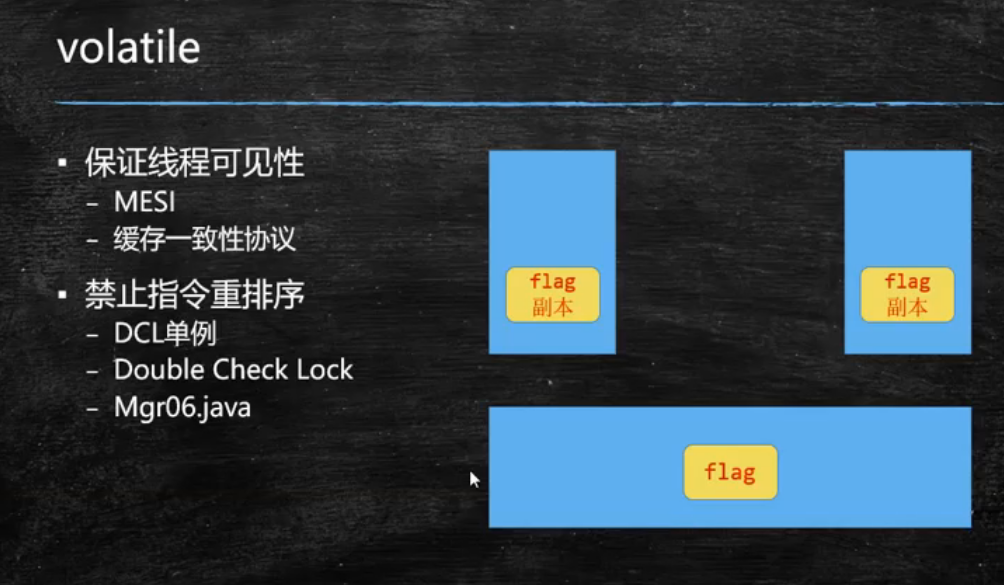 volatile
▪ 保证线程可见性
– MESI
– 缓存一致性协议
▪ 禁止指令重排序
– DCL单例
– Double Check Lock
– Mgr06.java
flag
副本
flag
副本
flag